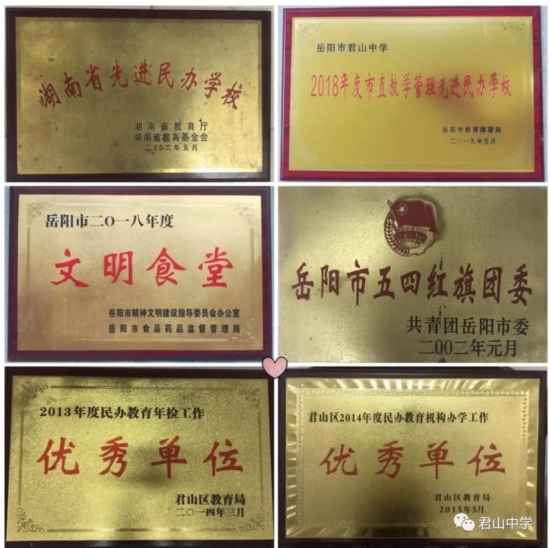 湖南省先进民办学校
湖南省教育厅
湖南省教育基金会
二〇〇二年五月
岳阳市君山中学
2018年度市直教学管理先进民办学校
岳阳市教育体育局
二〇一九年五月
岳阳市二〇一八年度
文明食堂
岳阳市精神文明建设指导委员会办公室
岳阳市食品药品监督管理局
岳阳市五四红旗团委
共青团岳阳市委
二〇〇二年元月
2013年度民办教育年检工作
优秀单位
君山区教育局
二〇一四年三月
君山区2014年度民办教育机构办学工作
优秀单位
君山区教育局
2015年5月
君山中学